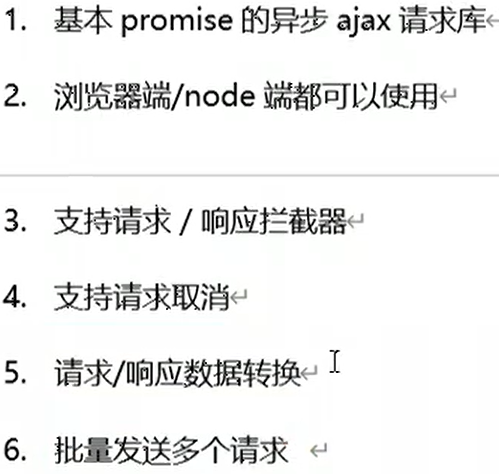 1. 基本 promise 的异步 ajax 请求库
2. 浏览器端/node 端都可以使用
3. 支持请求 / 响应拦截器
4. 支持请求取消
5. 请求/响应数据转换
6. 批量发送多个请求